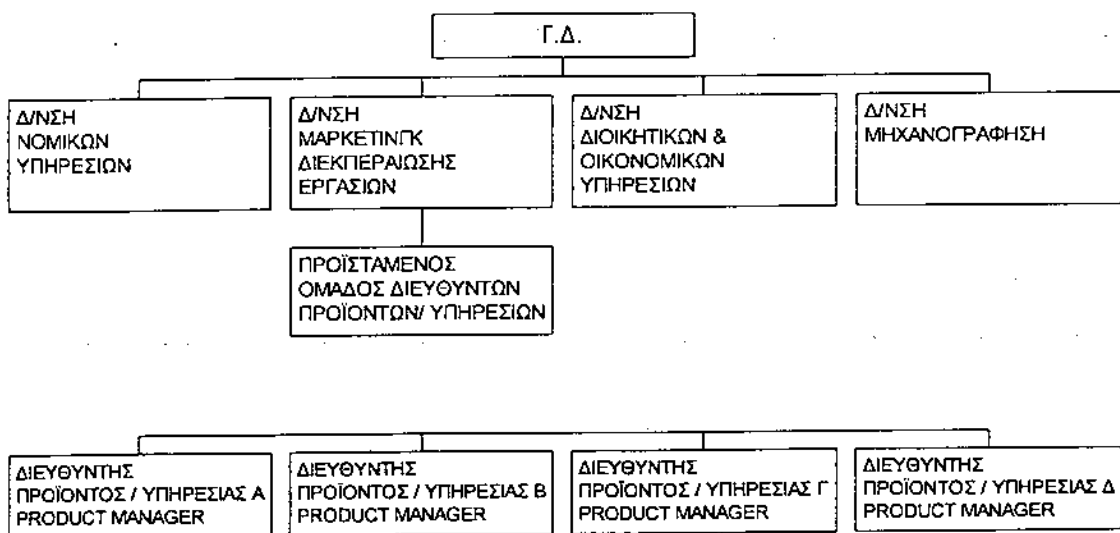 Γ.Δ.
Δ/ΝΣΗ
ΝΟΜΙΚΩΝ
ΥΠΗΡΕΣΙΩΝ
Δ/ΝΣΗ
ΜΑΡΚΕΤΙΝΓΚ
ΔΙΕΚΠΕΡΑΙΩΣΗΣ
ΕΡΓΑΣΙΩΝ
Δ/ΝΣΗ
ΔΙΟΙΚΗΤΙΚΩΝ &
ΟΙΚΟΝΟΜΙΚΩΝ
ΥΠΗΡΕΣΙΩΝ
Δ/ΝΣΗ
ΜΗΧΑΝΟΓΡΑΦΗΣΗ
ΠΡΟΪΣΤΑΜΕΝΟΣ
ΟΜΑΔΟΣ ΔΙΕΥΘΥΝΤΩΝ
ΠΡΟΪΟΝΤΩΝ/ ΥΠΗΡΕΣΙΩΝ
ΔΙΕΥΘΥΝΤΗΣ
ΠΡΟΪΟΝΤΟΣ / ΥΠΗΡΕΣΙΑΣ Α
PRODUCT MANAGER
ΔΙΕΥΘΥΝΤΗΣ
ΠΡΟΪΟΝΤΟΣ / ΥΠΗΡΕΣΙΑΣ Β
PRODUCT MANAGER
ΔΙΕΥΘΥΝΤΗΣ
ΠΡΟΪΟΝΤΟΣ / ΥΠΗΡΕΣΙΑΣ Γ
PRODUCT MANAGER
ΔΙΕΥΘΥΝΤΗΣ
ΠΡΟΪΟΝΤΟΣ / ΥΠΗΡΕΣΙΑΣ Δ
PRODUCT MANAGER